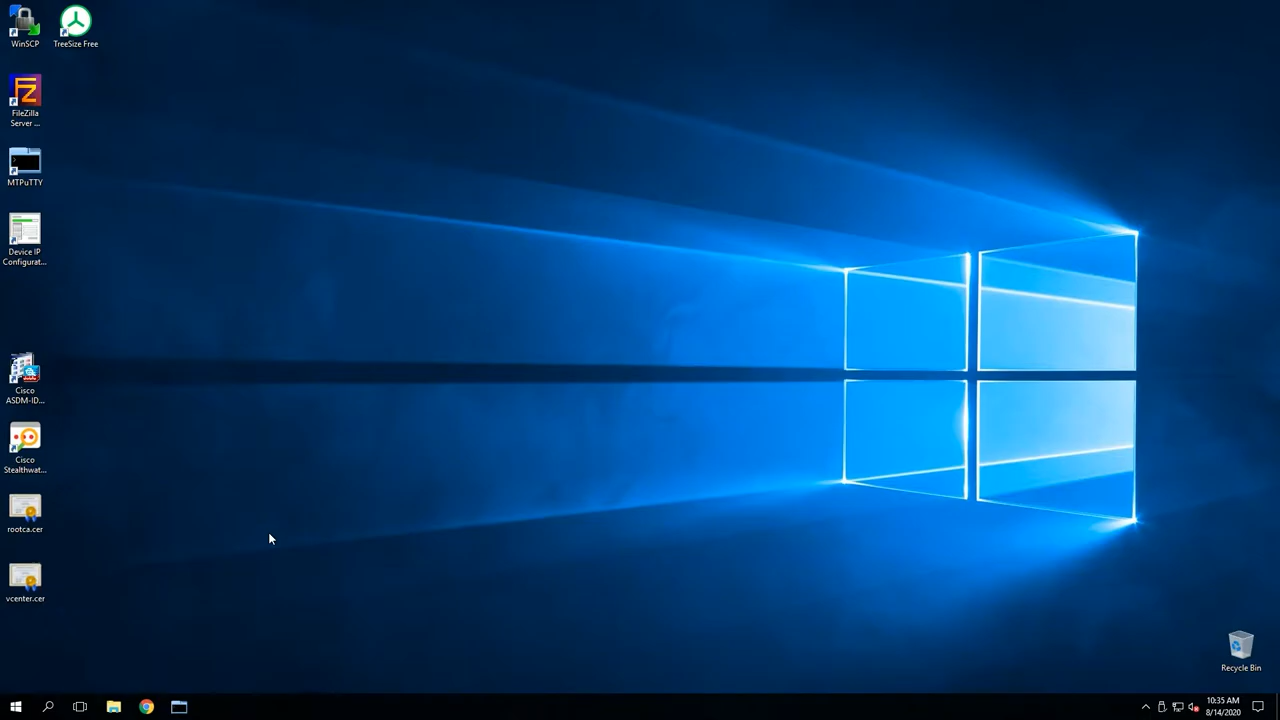 WinSCP
TreeSize Free
FileZilla
Server ...
MTPuTTY
Device IP
Configurat...
Cisco
ASDM-ID...
Cisco
Stealthwat...
rootca.cer
vcenter.cer
Recycle Bin
10:35 AM
8/14/2020